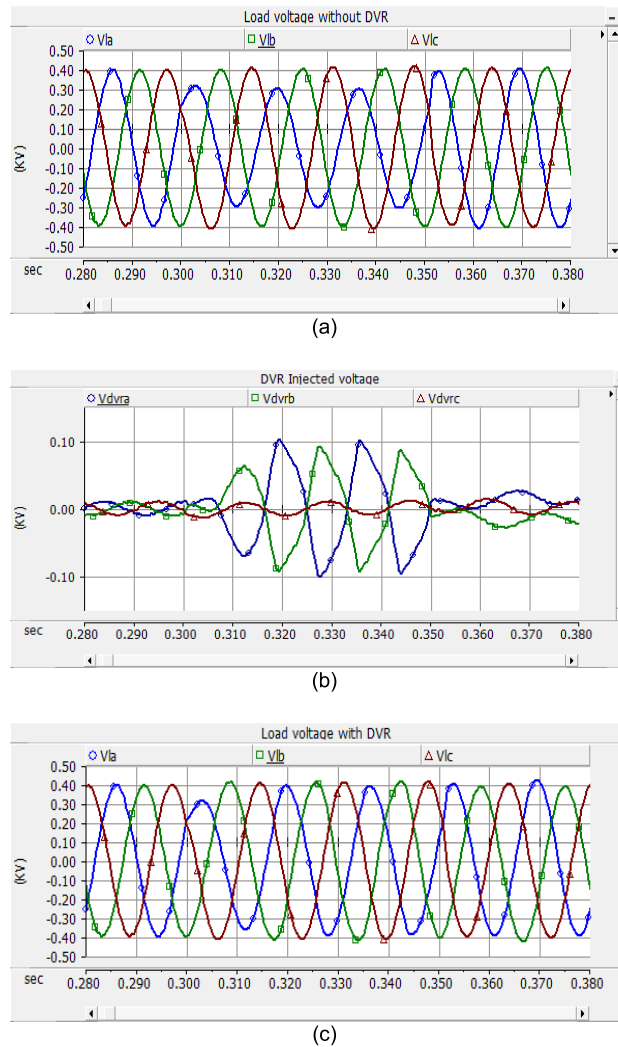 Load voltage without DVR
Vla Vlb Vlc
0.50
0.40
0.30
0.20
0.10
0.00
-0.10
-0.20
-0.30
-0.40
-0.50
(KV)
sec 0.280 0.290 0.300 0.310 0.320 0.330 0.340 0.350 0.360 0.370 0.380
(a)
DVR Injected voltage
Vdvra Vdvrb Vdvrc
0.10
0.00
-0.10
(KV)
sec 0.280 0.290 0.300 0.310 0.320 0.330 0.340 0.350 0.360 0.370 0.380
(b)
Load voltage with DVR
Vla Vlb Vlc
0.50
0.40
0.30
0.20
0.10
0.00
-0.10
-0.20
-0.30
-0.40
-0.50
(KV)
sec 0.280 0.290 0.300 0.310 0.320 0.330 0.340 0.350 0.360 0.370 0.380
(c)